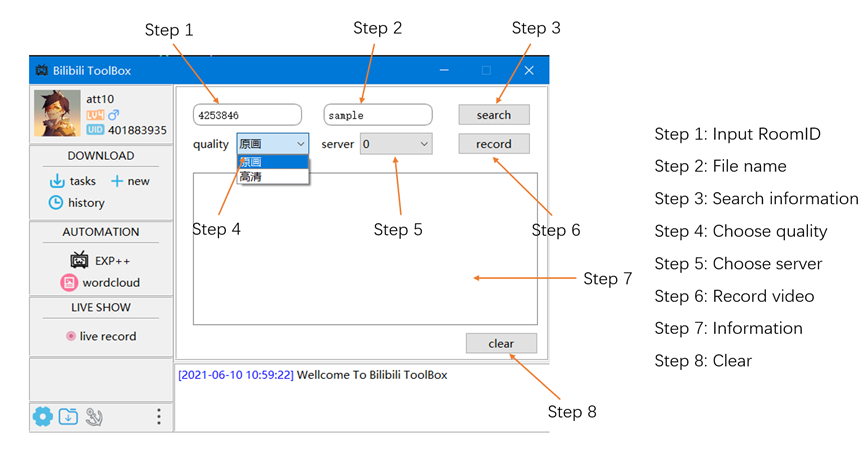 Step 1
Step 2
Step 3
Bilibili ToolBox
att10
LV4
UID 401883935
4253846
sample
search
quality
原画
server
0
record
原画
高清
DOWNLOAD
tasks
new
history
Step 4
Step 5
Step 6
AUTOMATION
EXP++
wordcloud
Step 7
LIVE SHOW
live record
clear
[2021-06-10 10:59:22] Wellcome To Bilibili ToolBox
Step 8
Step 1: Input RoomID
Step 2: File name
Step 3: Search information
Step 4: Choose quality
Step 5: Choose server
Step 6: Record video
Step 7: Information
Step 8: Clear